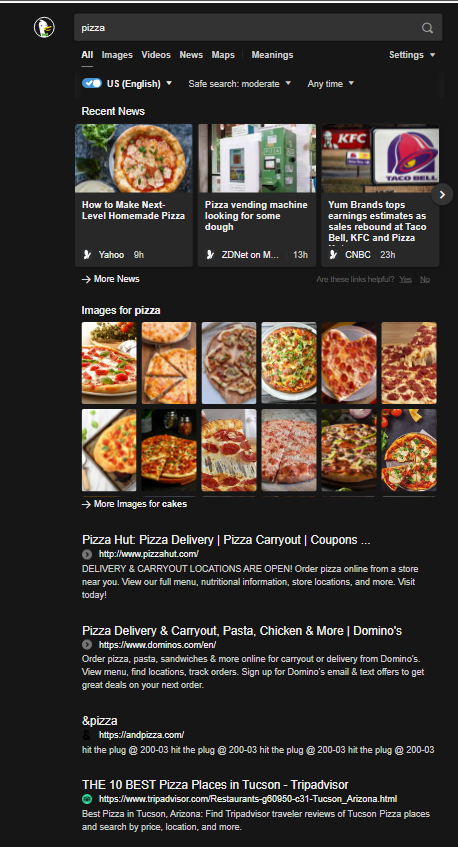 pizza
All Images Videos News Maps Meanings Settings
US (English) Safe search: moderate Any time
Recent News
KFC
TACO BELL
How to Make Next-
Level Homemade Pizza
Yahoo 9h
Pizza vending machine
looking for some
dough
ZDNet on M... 13h
Yum Brands tops
earnings estimates as
sales rebound at Taco
Bell, KFC and Pizza
CNBC 23h
→ More News
Are these links helpful? Yes No
Images for pizza
→ More Images for cakes
Pizza Hut: Pizza Delivery | Pizza Carryout | Coupons ...
http://www.pizzahut.com/
DELIVERY & CARRYOUT LOCATIONS ARE OPEN! Order pizza online from a store
near you. View our full menu, nutritional information, store locations, and more. Visit
today!
Pizza Delivery & Carryout, Pasta, Chicken & More | Domino's
https://www.dominos.com/en/
Order pizza, pasta, sandwiches & more online for carryout or delivery from Domino's.
View menu, find locations, track orders. Sign up for Domino's email & text offers to get
great deals on your next order.
&pizza
https://andpizza.com/
hit the plug @ 200-03 hit the plug @ 200-03 hit the plug @ 200-03 hit the plug @ 200-03
THE 10 BEST Pizza Places in Tucson - Tripadvisor
https://www.tripadvisor.com/Restaurants-g60950-c31-Tucson_Arizona.html
Best Pizza in Tucson, Arizona: Find Tripadvisor traveler reviews of Tucson Pizza places
and search by price, location, and more.